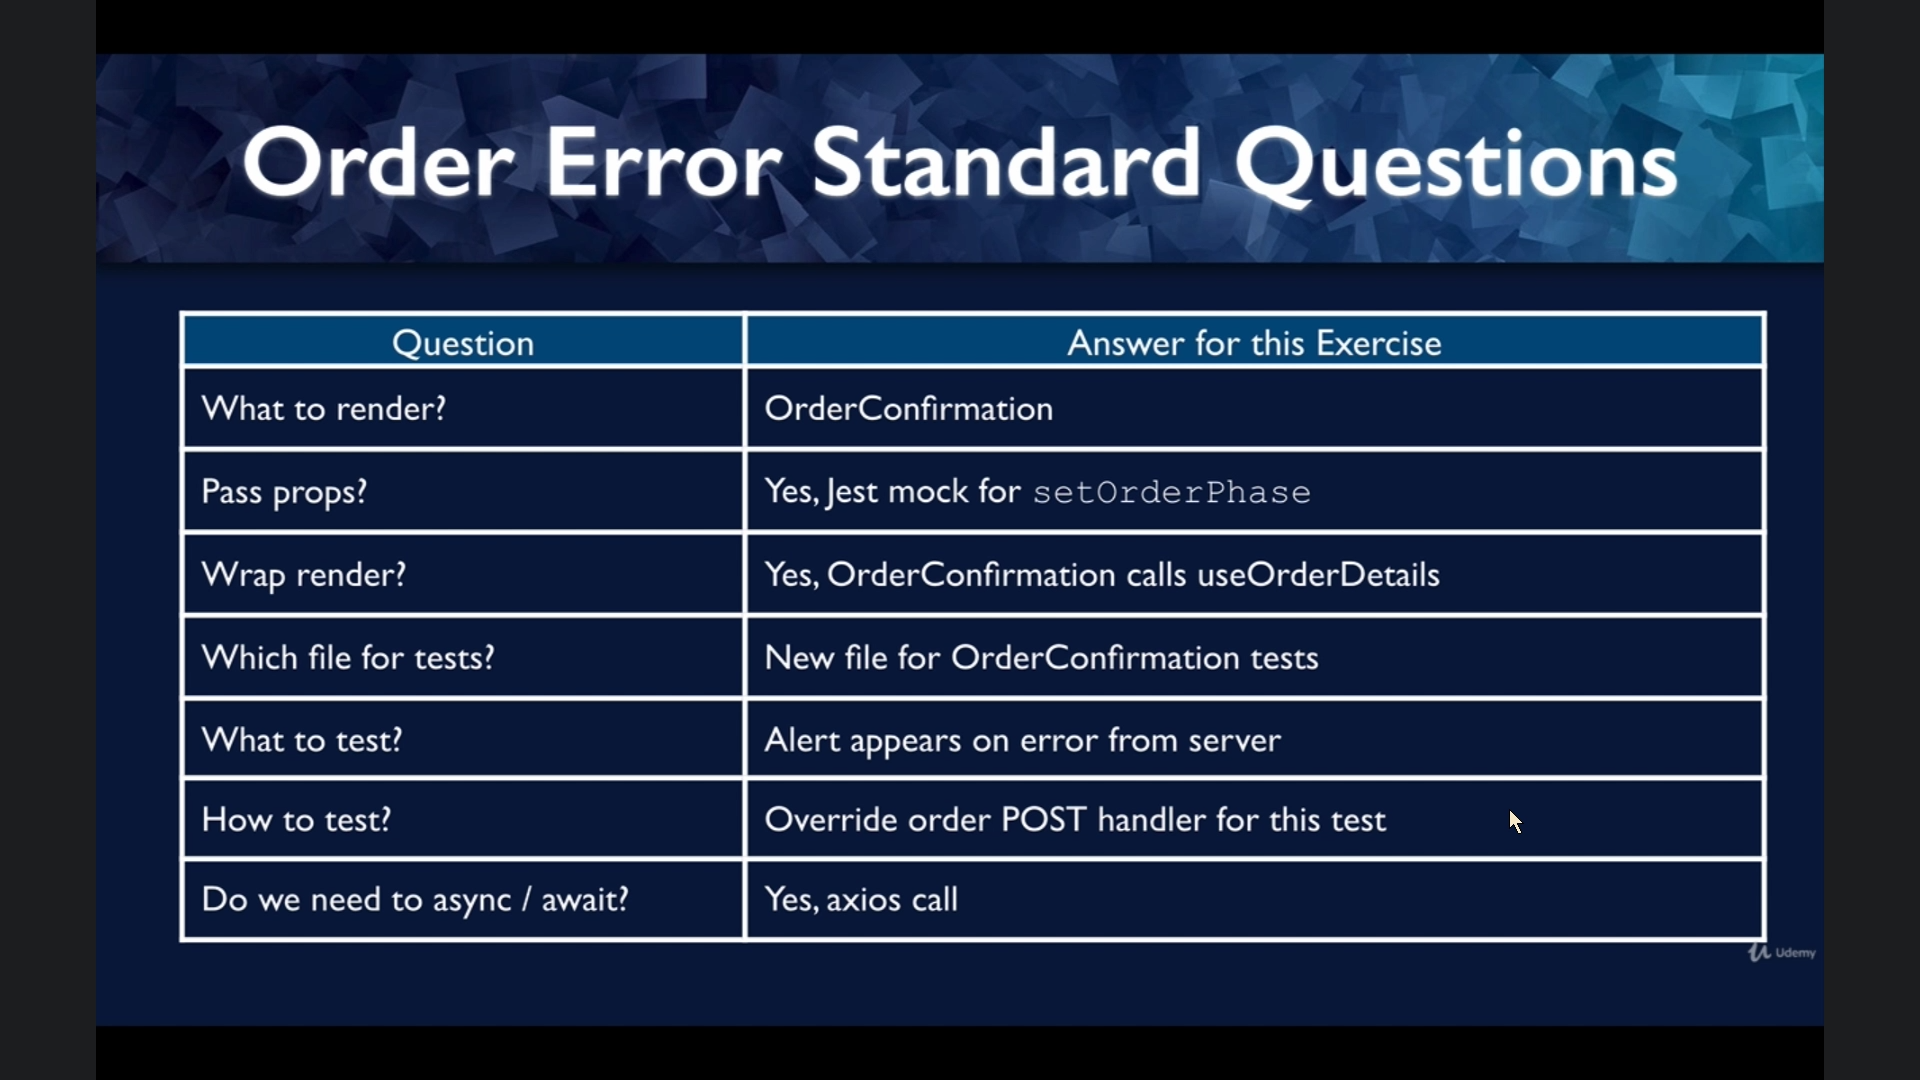 Order Error Standard Questions
Question
Answer for this Exercise
What to render?
OrderConfirmation
Pass props?
Yes, Jest mock for setOrderPhase
Wrap render?
Yes, OrderConfirmation calls useOrderDetails
Which file for tests?
New file for OrderConfirmation tests
What to test?
Alert appears on error from server
How to test?
Override order POST handler for this test
Do we need to async / await?
Yes, axios call
Udemy